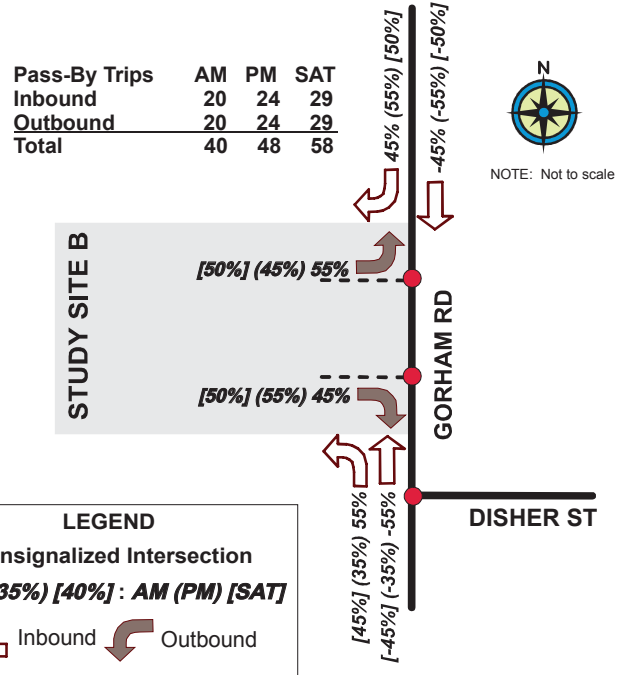 Pass-By Trips AM PM SAT
Inbound 20 24 29
Outbound 20 24 29
Total 40 48 58
45% (55%) [50%]
-45% (-55%) [-50%]
N
NOTE: Not to scale
STUDY SITE B
[50%] (45%) 55%
GORHAM RD
[50%] (55%) 45%
[45%] (35%) 55%
[-45%] (-35%) -55%
DISHER ST
LEGEND
nsignalized Intersection
35%) [40%] : AM (PM) [SAT]
Inbound
Outbound